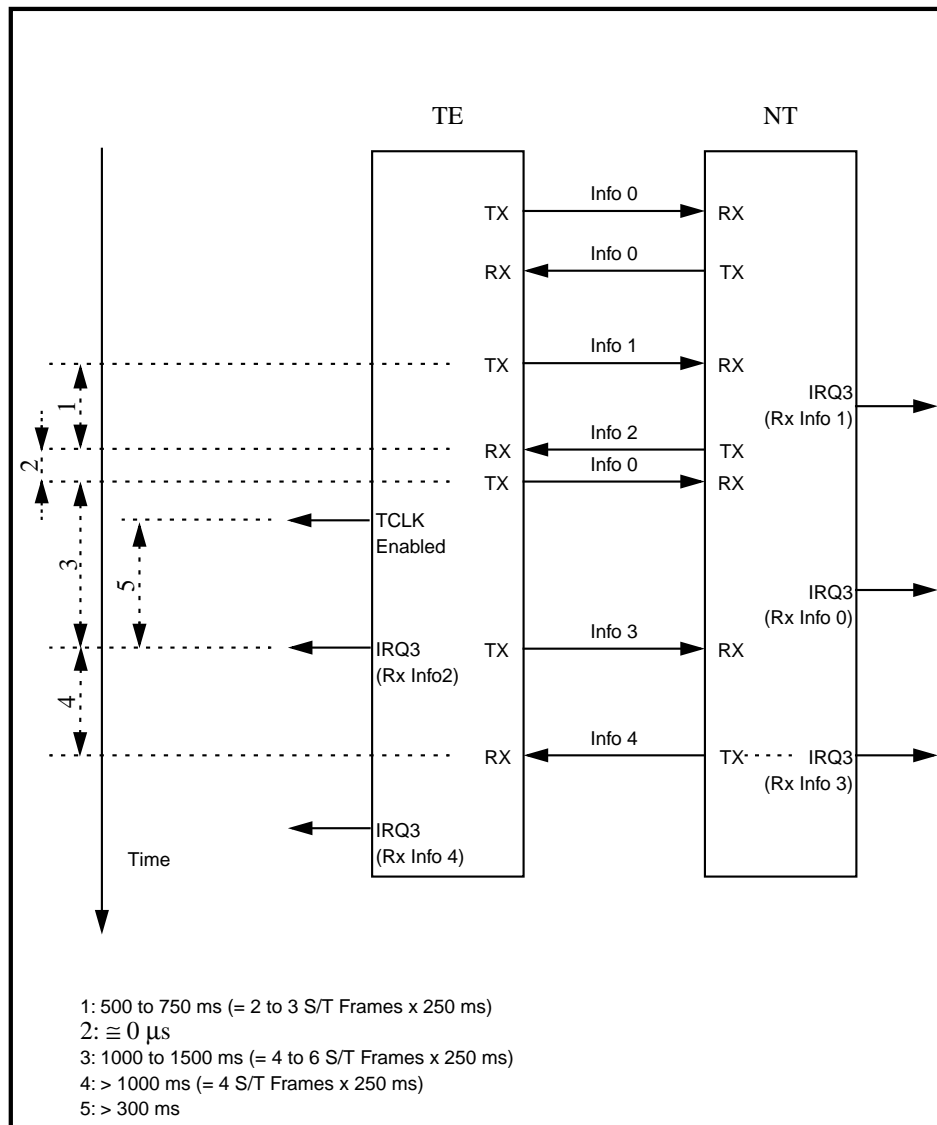 TE
NT
TX
Info 0
RX
RX
Info 0
TX
TX
Info 1
RX
1
IRQ3
(Rx Info 1)
RX
Info 2
TX
2
TX
Info 0
RX
TCLK
Enabled
3
5
IRQ3
(Rx Info 0)
IRQ3
(Rx Info2)
TX
Info 3
RX
4
RX
Info 4
TX
IRQ3
(Rx Info 3)
IRQ3
(Rx Info 4)
Time
1: 500 to 750 ms (= 2 to 3 S/T Frames x 250 ms)
2: ≅ 0 µs
3: 1000 to 1500 ms (= 4 to 6 S/T Frames x 250 ms)
4: > 1000 ms (= 4 S/T Frames x 250 ms)
5: > 300 ms